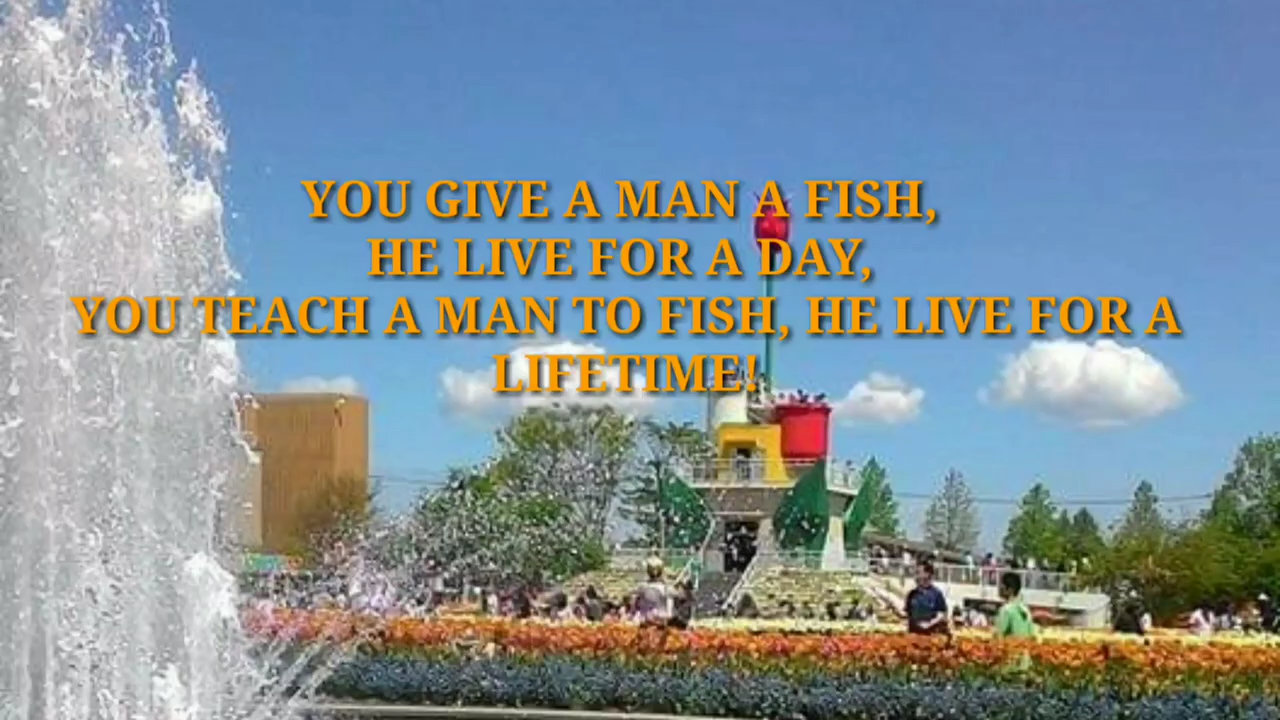 YOU GIVE A MAN A FISH,
HE LIVE FOR A DAY,
YOU TEACH A MAN TO FISH, HE LIVE FOR A
LIFETIME!